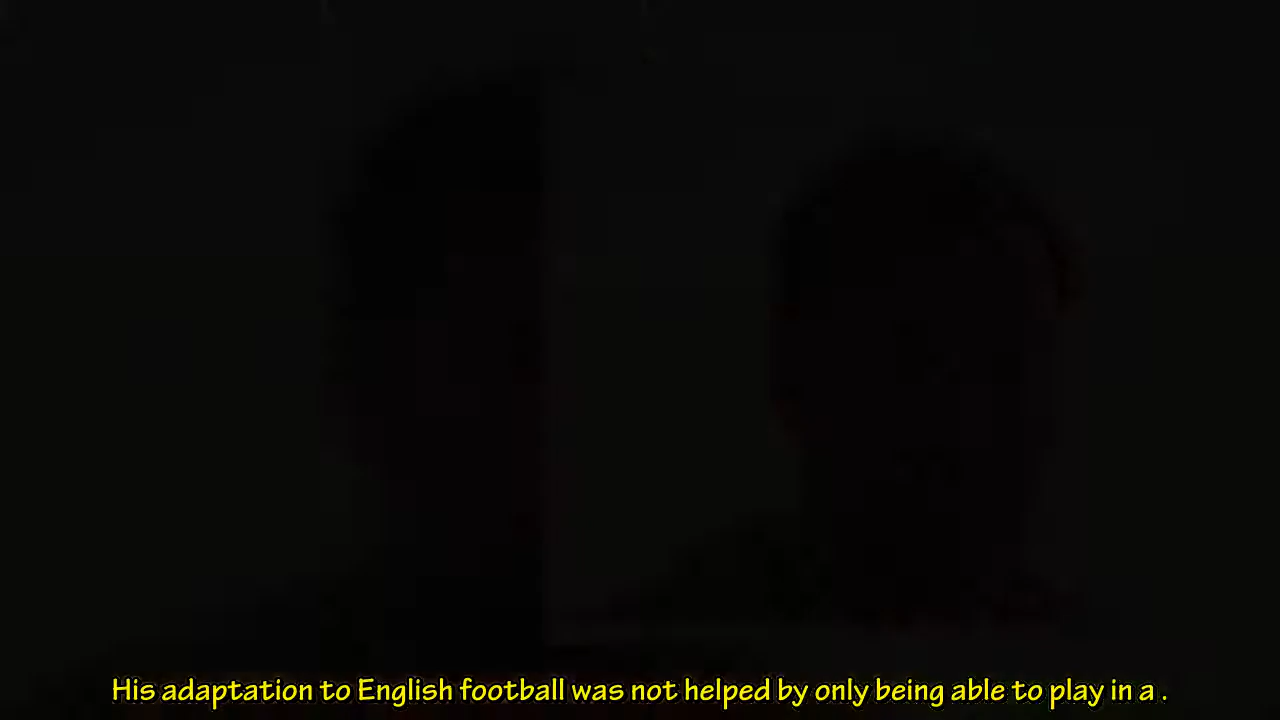 His adaptation to English football was not helped by only being able to play in a .